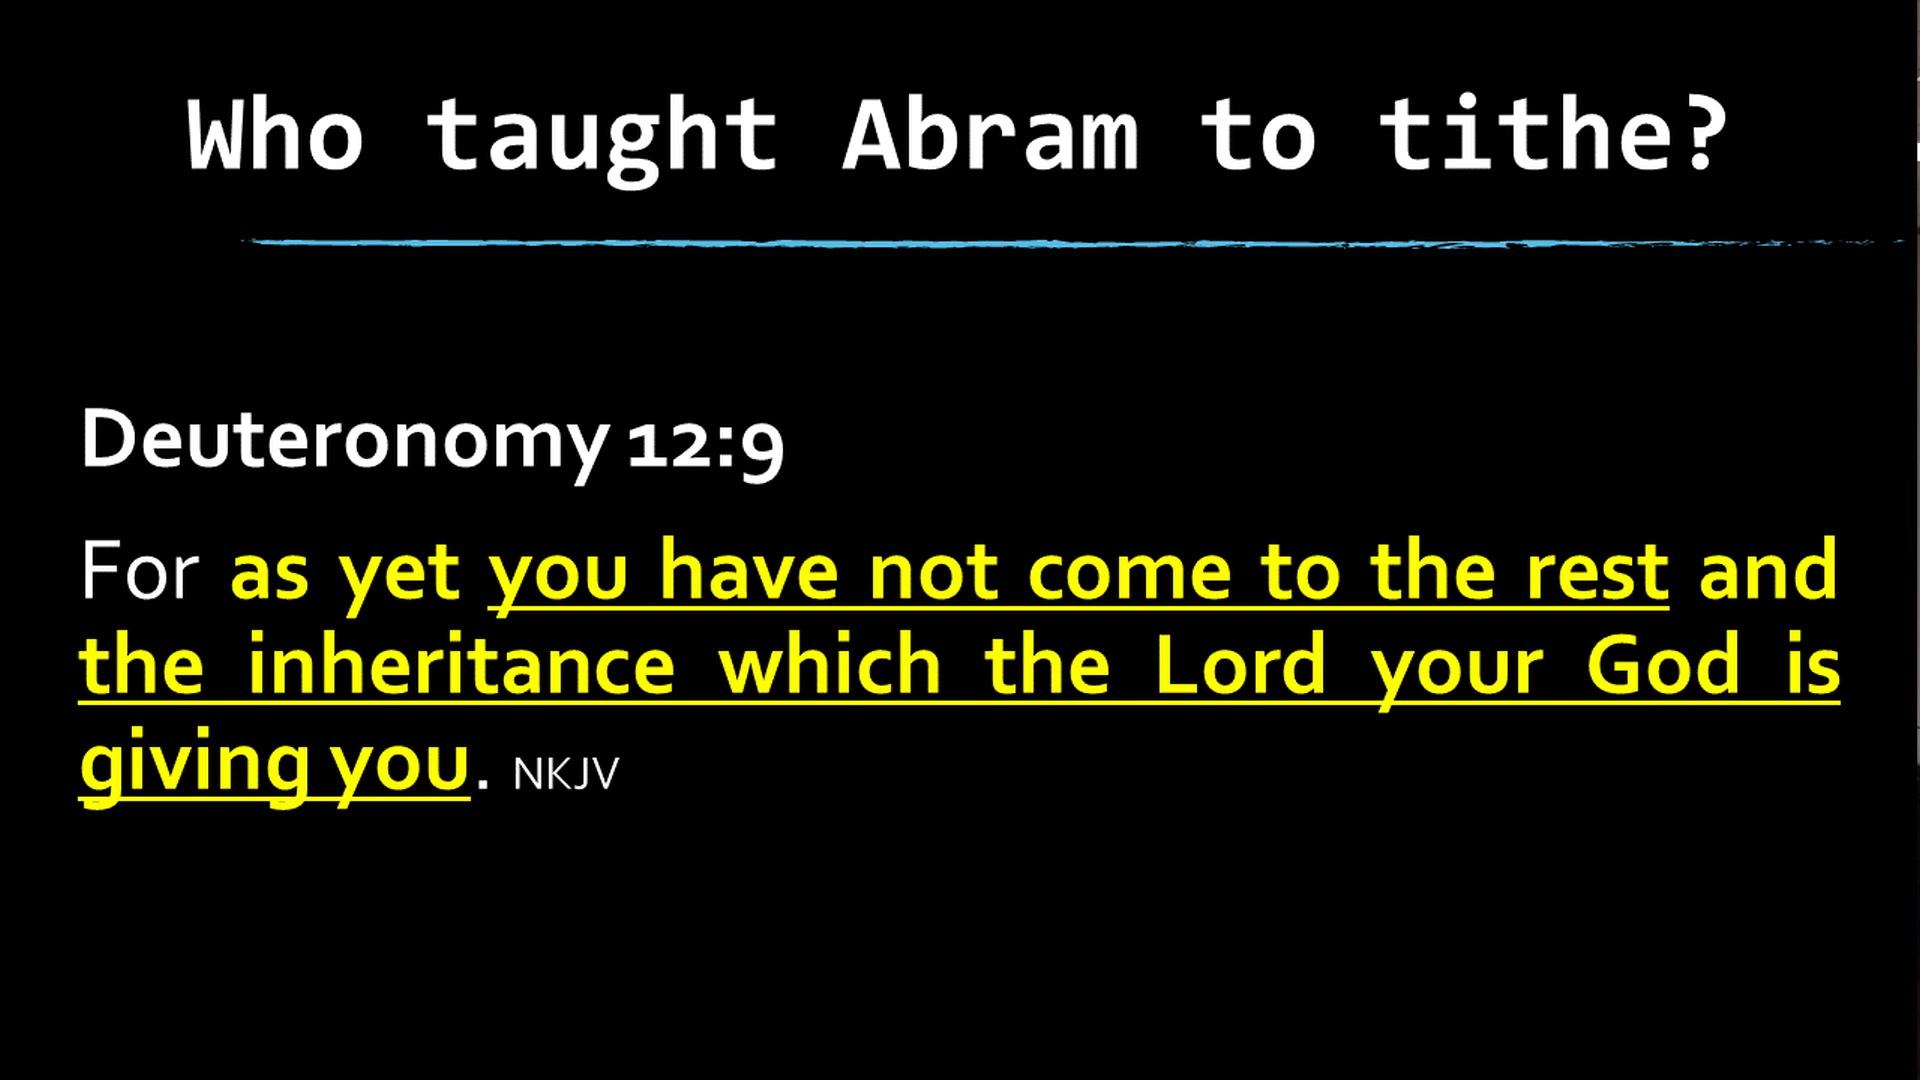 Who taught Abram to tithe?
Deuteronomy 12:9
For as yet you have not come to the rest and
the inheritance which the Lord your God is
giving you. NKJV